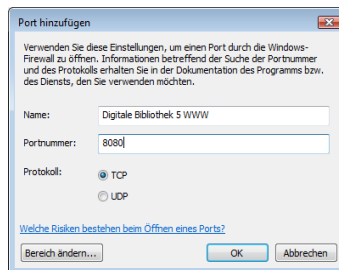 Port hinzufügen
Verwenden Sie diese Einstellungen, um einen Port durch die Windows-
Firewall zu öffnen. Informationen betreffend der Suche der Portnummer
und des Protokolls erhalten Sie in der Dokumentation des Programms bzw.
des Diensts, den Sie verwenden möchten.
Name: Digitale Bibliothek 5 WWW
Portnummer: 8080
Protokoll: TCP
UDP
Welche Risiken bestehen beim Öffnen eines Ports?
Bereich ändern... OK Abbrechen